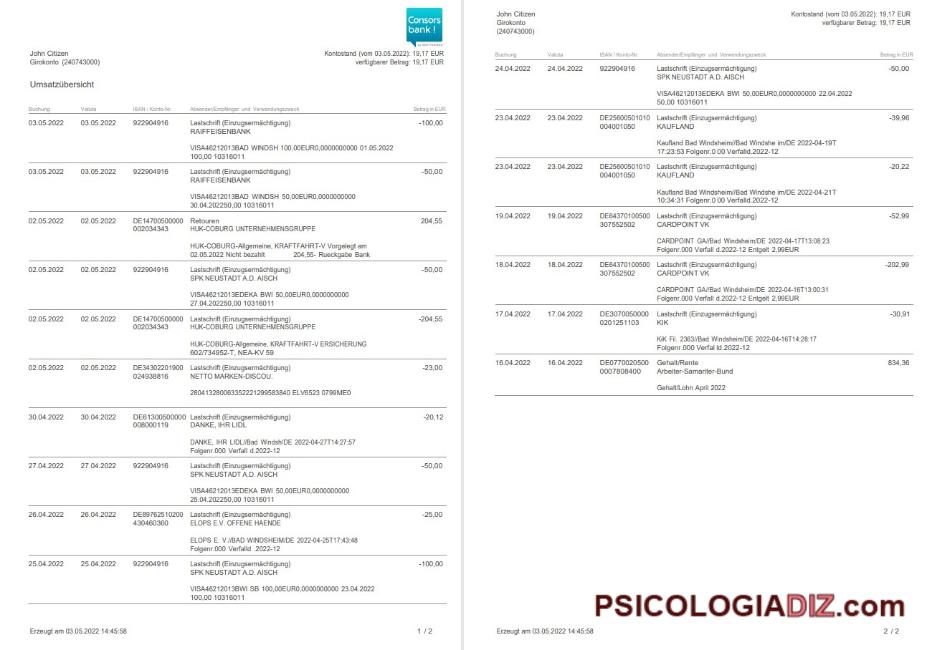 Consors
bank!
John Citizen
Girokonto (240743000)
Kontostand (vom 03.05.2022): 19,17 EUR
verfügbarer Betrag: 19,17 EUR
Umsatzübersicht
Buchung Valuta IBAN / Konto-Nr. Absender/Empfänger und Verwendungszweck Betrag in EUR
03.05.2022 03.05.2022 922904916 Lastschrift (Einzugsermächtigung) -100,00
RAIFFEISENBANK
VISA46212013BAD WINDSH 100,00EUR0,0000000000 01.05.2022
100,00 10316011
03.05.2022 03.05.2022 922904916 Lastschrift (Einzugsermächtigung) -50,00
RAIFFEISENBANK
VISA46212013BAD WINDSH 50,00EUR0,0000000000
30.04.202250,00 10316011
02.05.2022 02.05.2022 DE14700500000 Retouren 204,55
002034343 HUK-COBURG UNTERNEHMENSGRUPPE
HUK-COBURG-Allgemeine, KRAFTFAHRT-V Vorgelegt am
02.05.2022 Nicht bezahlt 204,55- Rueckgabe Bank
02.05.2022 02.05.2022 922904916 Lastschrift (Einzugsermächtigung) -50,00
SPK NEUSTADT A.D. AISCH
VISA46212013EDEKA BWI 50,00EUR0,0000000000
27.04.202250,00 10316011
02.05.2022 02.05.2022 DE14700500000 Lastschrift (Einzugsermächtigung) -204,55
002034343 HUK-COBURG UNTERNEHMENSGRUPPE
HUK-COBURG-Allgemeine, KRAFTFAHRT-V ERSICHERUNG
602/734952-T, NEA-KV 59
02.05.2022 02.05.2022 DE34302201900 Lastschrift (Einzugsermächtigung) -23,00
024938816 NETTO MARKEN-DISCOU.
280413280063352221299583840 ELV6523 0799ME0
30.04.2022 30.04.2022 DE61300500000 Lastschrift (Einzugsermächtigung) -20,12
008000119 DANKE, IHR LIDL
DANKE, IHR LIDL//Bad Windsh/DE 2022-04-27T14:27:57
Folgenr.000 Verfall d.2022-12
27.04.2022 27.04.2022 922904916 Lastschrift (Einzugsermächtigung) -50,00
SPK NEUSTADT A.D. AISCH
VISA46212013EDEKA BWI 50,00EUR0,0000000000
25.04.202250,00 10316011
26.04.2022 26.04.2022 DE89762510200 Lastschrift (Einzugsermächtigung) -25,00
430460360 ELOPS E.V. OFFENE HAENDE
ELOPS E. V.//BAD WINDSHEIM/DE 2022-04-25T17:43:48
Folgenr.000 Verfalld .2022-12
25.04.2022 25.04.2022 922904916 Lastschrift (Einzugsermächtigung) -100,00
SPK NEUSTADT A.D. AISCH
VISA46212013BWI SB 100,00EUR0,0000000000 23.04.2022
100,00 10316011
Erzeugt am 03.05.2022 14:45:58 1 / 2
John Citizen
Girokonto
(240743000)
Kontostand (vom 03.05.2022): 19,17 EUR
verfügbarer Betrag: 19,17 EUR
Buchung Valuta IBAN / Konto-Nr. Absender/Empfänger und Verwendungszweck Betrag in EUR
24.04.2022 24.04.2022 922904916 Lastschrift (Einzugsermächtigung) -50,00
SPK NEUSTADT A.D. AISCH
VISA46212013EDEKA BWI 50,00EUR0,0000000000 22.04.2022
50,00 10316011
23.04.2022 23.04.2022 DE25600501010 Lastschrift (Einzugsermächtigung) -39,96
004001050 KAUFLAND
Kaufland Bad Windsheim//Bad Windshe im/DE 2022-04-19T
17:23:53 Folgenr.0 00 Verfalld.2022-12
23.04.2022 23.04.2022 DE25600501010 Lastschrift (Einzugsermächtigung) -20,22
004001050 KAUFLAND
Kaufland Bad Windsheim//Bad Windshe im/DE 2022-04-21T
10:34:31 Folgenr.0 00 Verfalld.2022-12
19.04.2022 19.04.2022 DE64370100500 Lastschrift (Einzugsermächtigung) -52,99
307552502 CARDPOINT VK
CARDPOINT GA//Bad Windsheim/DE 2022-04-17T13:08:23
Folgenr.000 Verfall d.2022-12 Entgelt 2,99EUR
18.04.2022 18.04.2022 DE64370100500 Lastschrift (Einzugsermächtigung) -202,99
307552502 CARDPOINT VK
CARDPOINT GA//Bad Windsheim/DE 2022-04-16T13:00:31
Folgenr.000 Verfall d.2022-12 Entgelt 2,99EUR
17.04.2022 17.04.2022 DE3070050000 Lastschrift (Einzugsermächtigung) -30,91
0201251103 KIK
KiK Fil. 2363//Bad Windsheim/DE 2022-04-16T14:28:17
Folgenr.000 Verfal ld.2022-12
16.04.2022 16.04.2022 DE0770020500 Gehalt/Rente 834,36
0007808400 Arbeiter-Samariter-Bund
Gehalt/Lohn April 2022
PSICOLOGIADIZ.com
Erzeugt am 03.05.2022 14:45:58 2 / 2